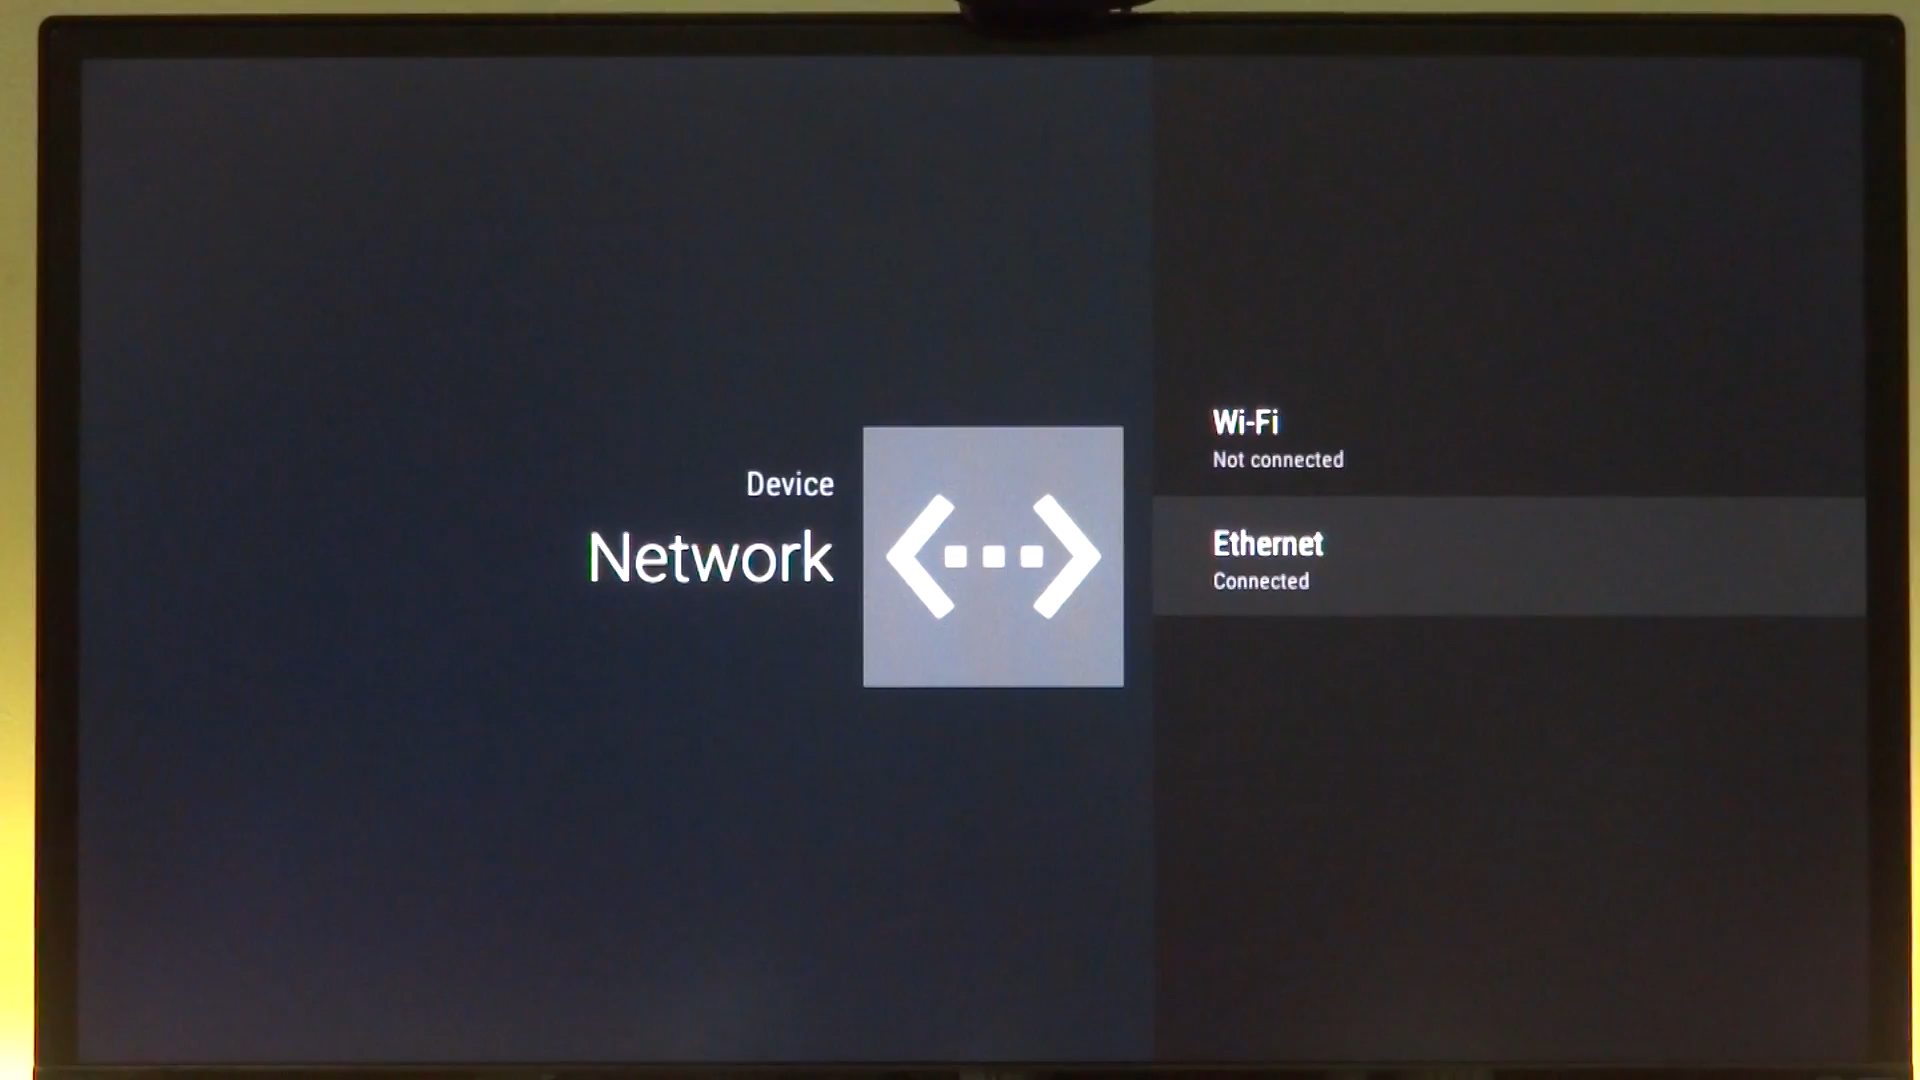 Device
Network
Wi-Fi
Not connected
Ethernet
Connected